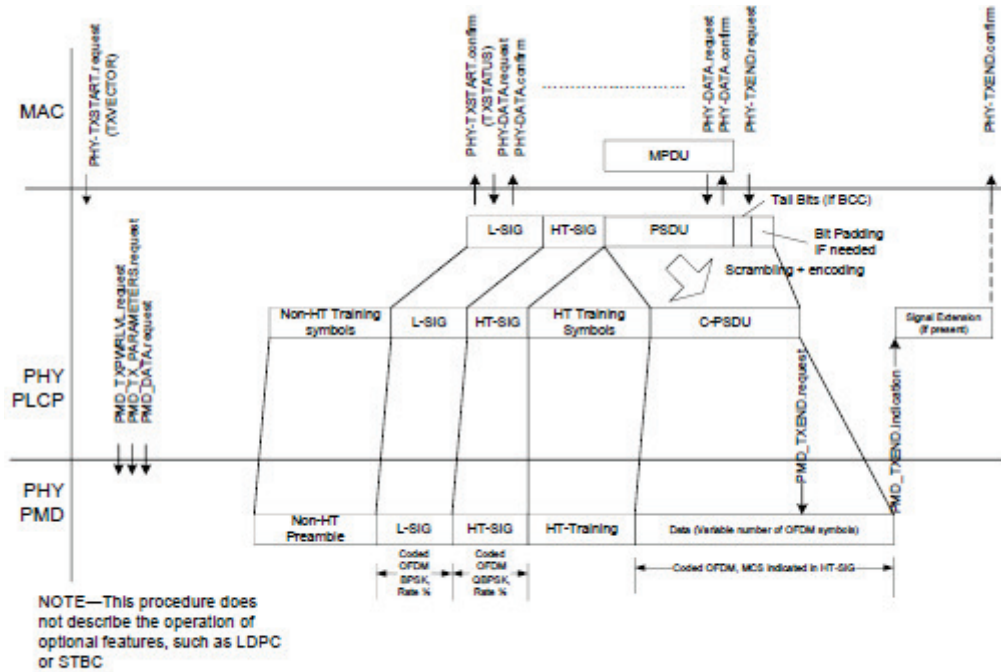 PHY-TXSTART.request
(TXVECTOR)
PHY-TXSTART.confirm
(TXSTATUS)
PHY-DATA.request
PHY-DATA.confirm
PHY-DATA.request
PHY-DATA.confirm
PHY-TXEND.request
PHY-TXEND.confirm
MAC
MPDU
Tail Bits (if BCC)
L-SIG
HT-SIG
PSDU
Bit Padding
IF needed
Scrambling + encoding
Non-HT Training
symbols
L-SIG
HT-SIG
HT Training
Symbols
C-PSDU
Signal Extension
(if present)
PHY
PLCP
PMD_TXPWRLVL.request
PMD_TX_PARAMETERS.request
PMD_DATA.request
PMD_TXEND.request
PMD_TXEND.indication
PHY
PMD
Non-HT
Preamble
L-SIG
HT-SIG
HT-Training
Data (Variable number of OFDM symbols)
Coded
OFDM
BPSK,
Rate ½
Coded
OFDM
QBPSK,
Rate ½
Coded OFDM, MCS indicated in HT-SIG
NOTE—This procedure does
not describe the operation of
optional features, such as LDPC
or STBC